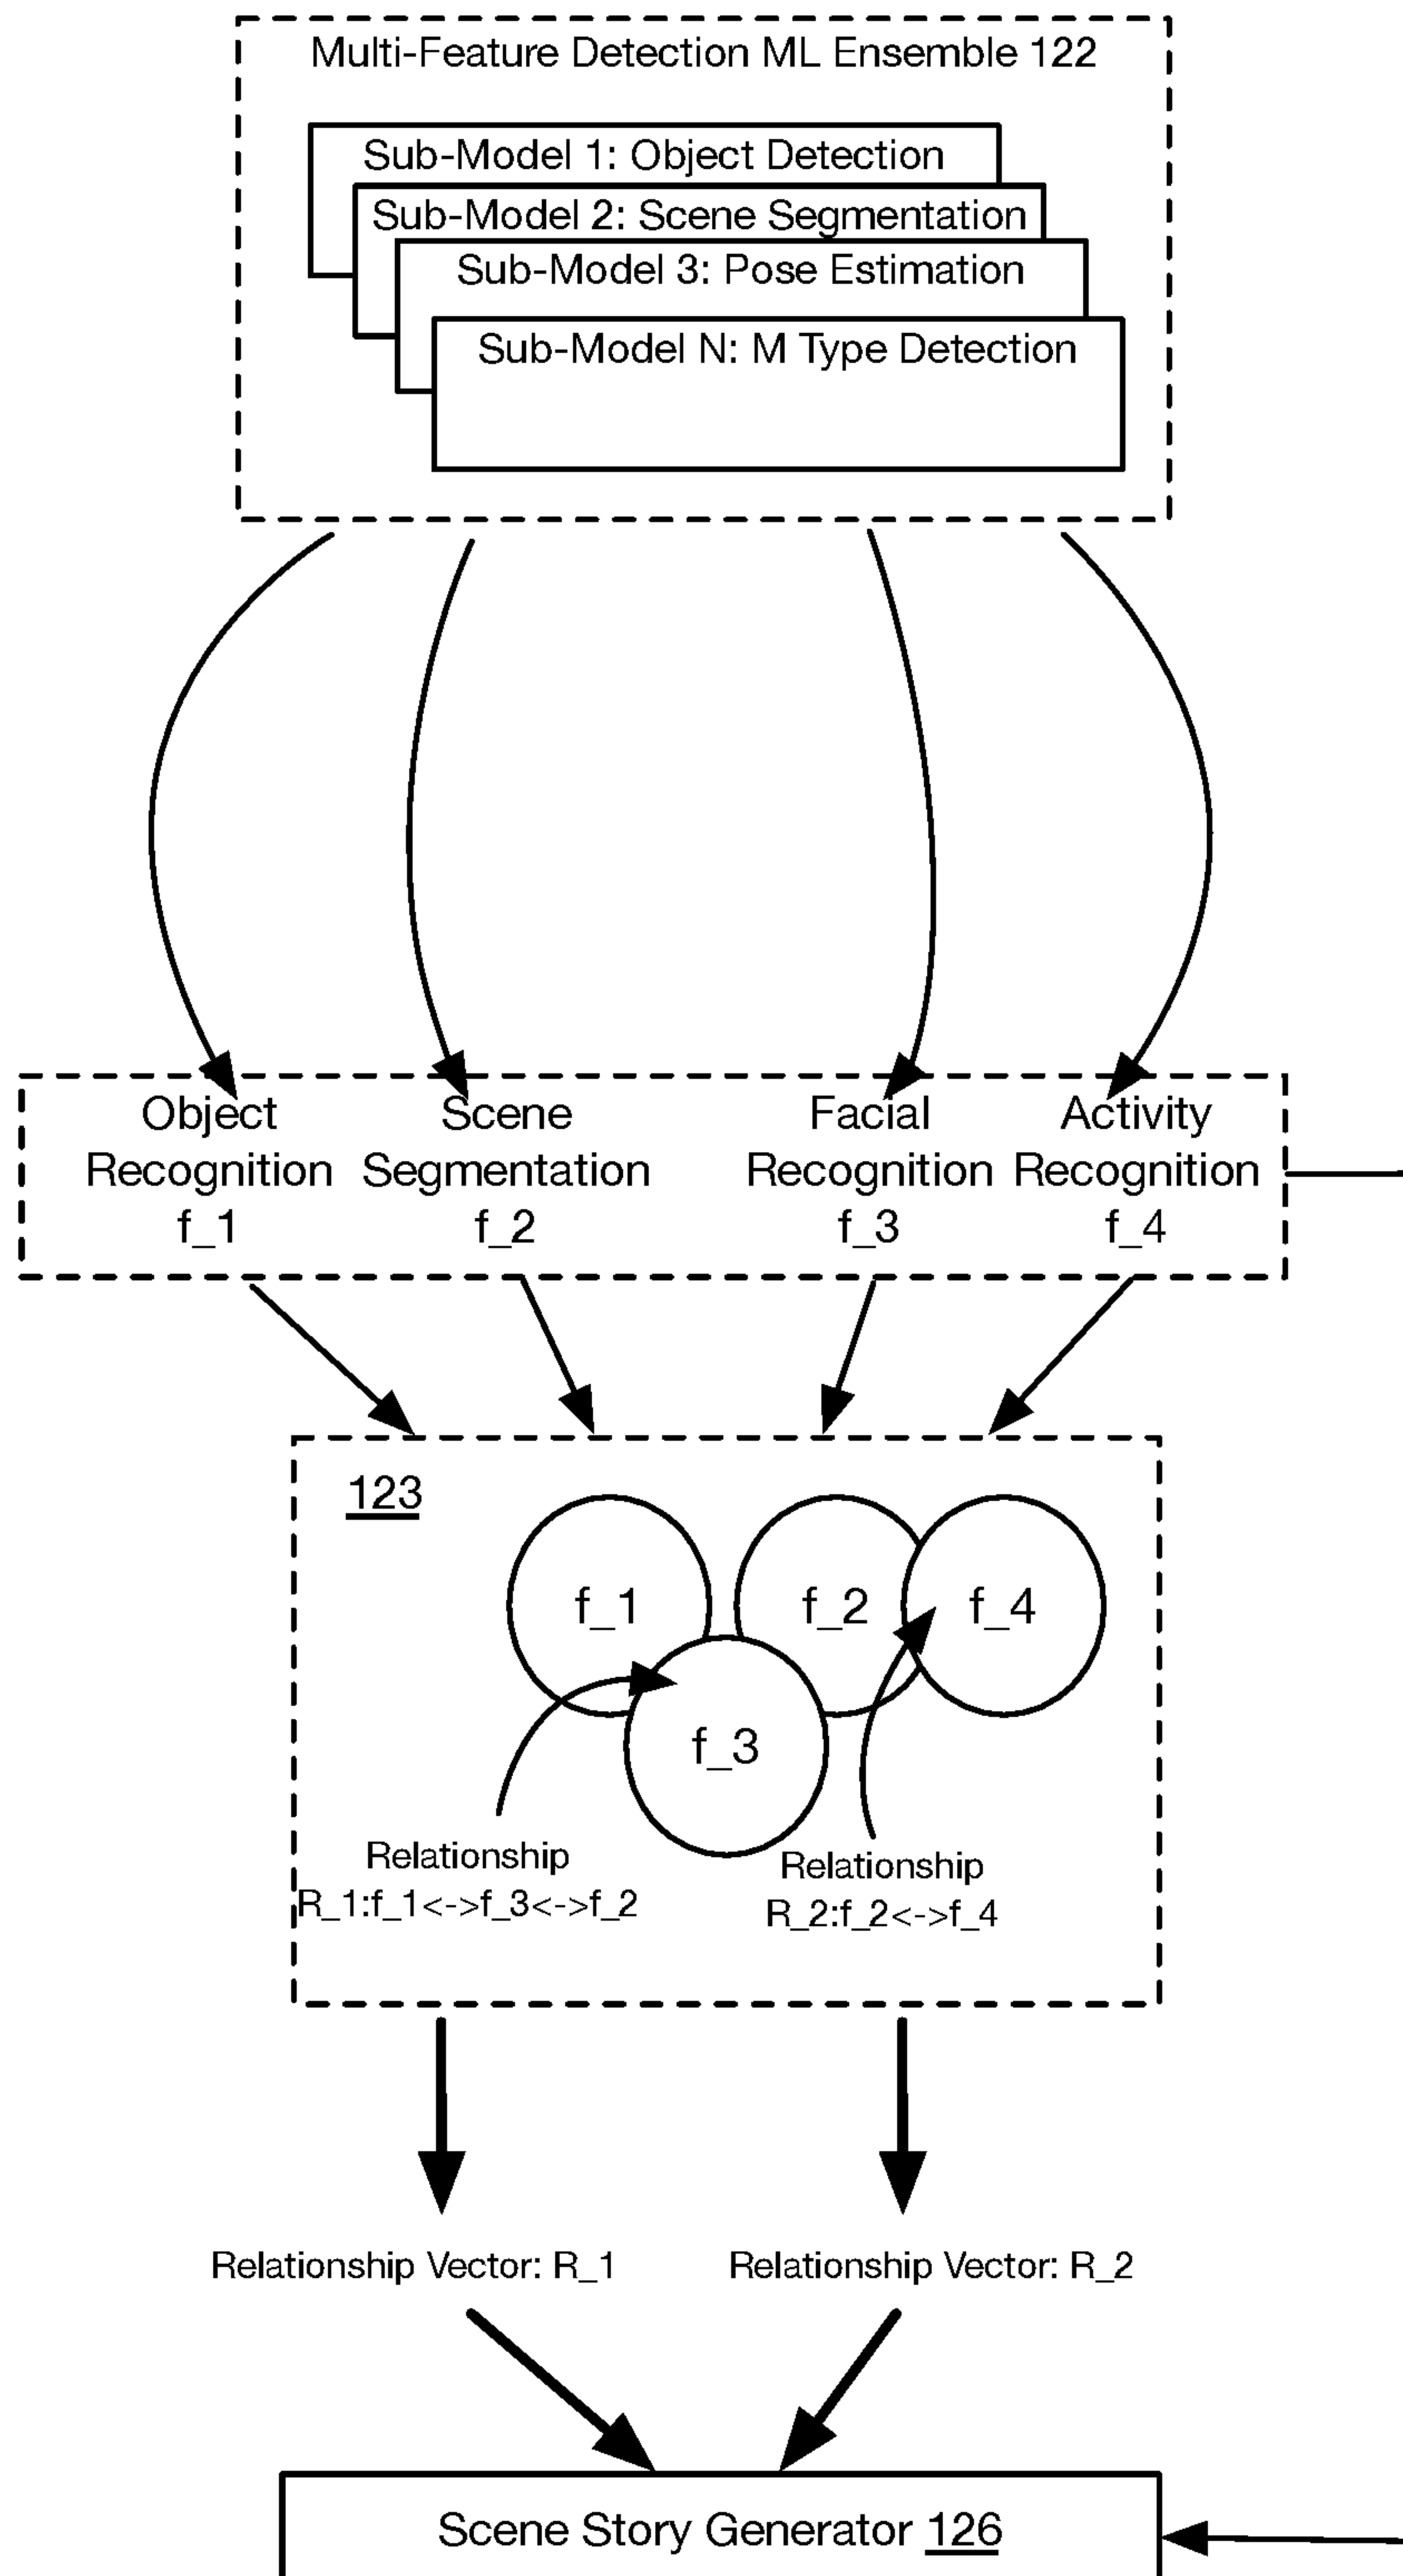 Multi-Feature Detection ML Ensemble 122
Sub-Model 1: Object Detection
Sub-Model 2: Scene Segmentation
Sub-Model 3: Pose Estimation
Sub-Model N: M Type Detection
Object Recognition f_1
Scene Segmentation f_2
Facial Recognition f_3
Activity Recognition f_4
123
f_1
f_2
f_4
f_3
Relationship
R_1:f_1<->f_3<->f_2
Relationship
R_2:f_2<->f_4
Relationship Vector: R_1
Relationship Vector: R_2
Scene Story Generator 126